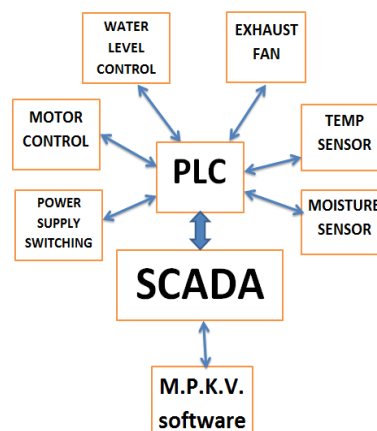 WATER
LEVEL
CONTROL
EXHAUST
FAN
MOTOR
CONTROL
TEMP
SENSOR
PLC
POWER
SUPPLY
SWITCHING
MOISTURE
SENSOR
SCADA
M.P.K.V.
software